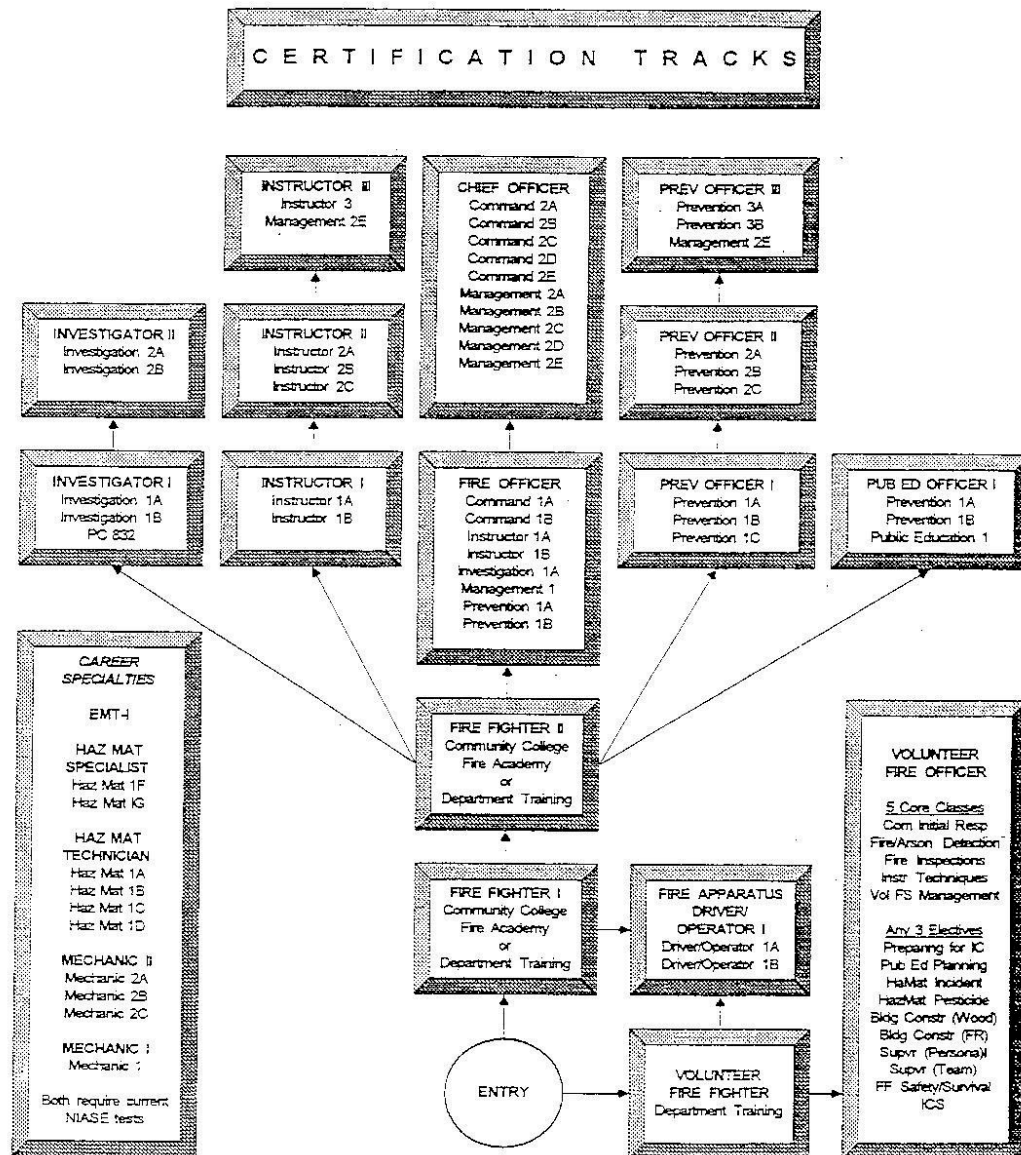 CERTIFICATION TRACKS
INSTRUCTOR III
Instructor 3
Management 2E
CHIEF OFFICER
Command 2A
Command 2B
Command 2C
Command 2D
Command 2E
Management 2A
Management 2B
Management 2C
Management 2D
Management 2E
PREV OFFICER III
Prevention 3A
Prevention 3B
Management 2E
INVESTIGATOR II
Investigation 2A
Investigation 2B
INSTRUCTOR II
Instructor 2A
Instructor 2B
Instructor 2C
PREV OFFICER II
Prevention 2A
Prevention 2B
Prevention 2C
INVESTIGATOR I
Investigation 1A
Investigation 1B
PC 832
INSTRUCTOR I
Instructor 1A
Instructor 1B
FIRE OFFICER
Command 1A
Command 1B
Instructor 1A
Instructor 1B
Investigation 1A
Management 1
Prevention 1A
Prevention 1B
PREV OFFICER I
Prevention 1A
Prevention 1B
Prevention 1C
PUB ED OFFICER I
Prevention 1A
Prevention 1B
Public Education 1
CAREER
SPECIALTIES
EMT-I
HAZ MAT
SPECIALIST
Haz Mat 1F
Haz Mat IG
HAZ MAT
TECHNICIAN
Haz Mat 1A
Haz Mat 1B
Haz Mat 1C
Haz Mat 1D
MECHANIC II
Mechanic 2A
Mechanic 2B
Mechanic 2C
MECHANIC I
Mechanic 1
Both require current
NIASE tests
FIRE FIGHTER II
Community College
Fire Academy
or
Department Training
FIRE FIGHTER I
Community College
Fire Academy
or
Department Training
FIRE APPARATUS
DRIVER/
OPERATOR I
Driver/Operator 1A
Driver/Operator 1B
ENTRY
VOLUNTEER
FIRE FIGHTER
Department Training
VOLUNTEER
FIRE OFFICER
5 Core Classes
Com Initial Resp
Fire/Arson Detection
Fire Inspections
Instr Techniques
Vol FS Management
Any 3 Electives
Preparing for IC
Pub Ed Planning
HaMat Incident
HazMat Pesticide
Bldg Constr (Wood)
Bldg Constr (FR)
Supvr (Personal)
Supvr (Team)
FF Safety/Survival
ICS